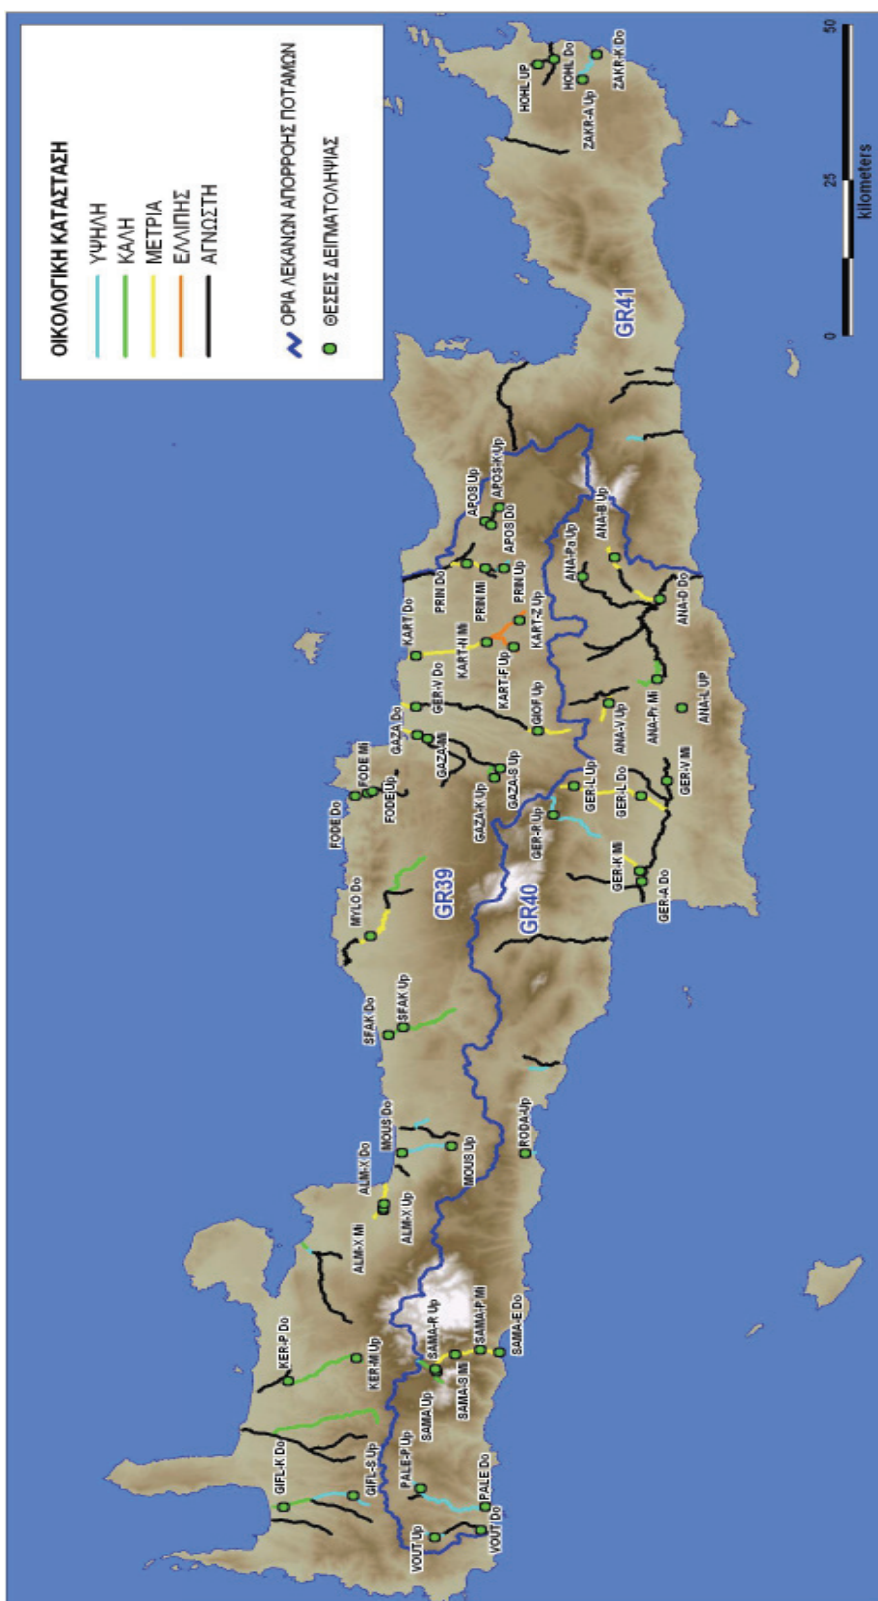 ΟΙΚΟΛΟΓΙΚΗ ΚΑΤΑΣΤΑΣΗ
ΥΨΗΛΗ
ΚΑΛΗ
ΜΕΤΡΙΑ
ΕΛΛΙΠΗΣ
ΑΓΝΩΣΤΗ
ΟΡΙΑ ΛΕΚΑΝΩΝ ΑΠΟΡΡΟΗΣ ΠΟΤΑΜΩΝ
ΘΕΣΕΙΣ ΔΕΙΓΜΑΤΟΛΗΨΙΑΣ
GIFL-K Do
GIFL-S Up
VOUT Up
VOUT Do
PALE-P Up
PALE Do
KER-P Do
KER-M Up
SAMA Up
SAMA-R Up
SAMA-S Mi
SAMA-P Mi
SAMA-E Do
ALM-X Mi
ALM-X Up
ALM-X Do
MOUS Do
MOUS Up
RODA-Up
SFAK Do
SFAK Up
MYLO Do
GR39
GR40
FODE Do
FODE Mi
FODE Up
GAZA Do
GAZA-Mi
GAZA-K Up
GAZA-S Up
GER-V Do
GIOF Up
KART Do
KART-N Mi
KART-F Up
KART-Z Up
PRIN Do
PRIN Mi
PRIN Up
APOS Up
APOS-K Up
APOS Do
GER-R Up
GER-L Up
GER-L Do
GER-K Mi
GER-A Do
GER-V Mi
ANA-V Up
ANA-Pr Mi
ANA-L UP
ANA-Pa Up
ANA-B Up
ANA-D Do
GR41
HOHL UP
HOHL Do
ZAKR-A Up
ZAKR-K Do
0
25
50
kilometers